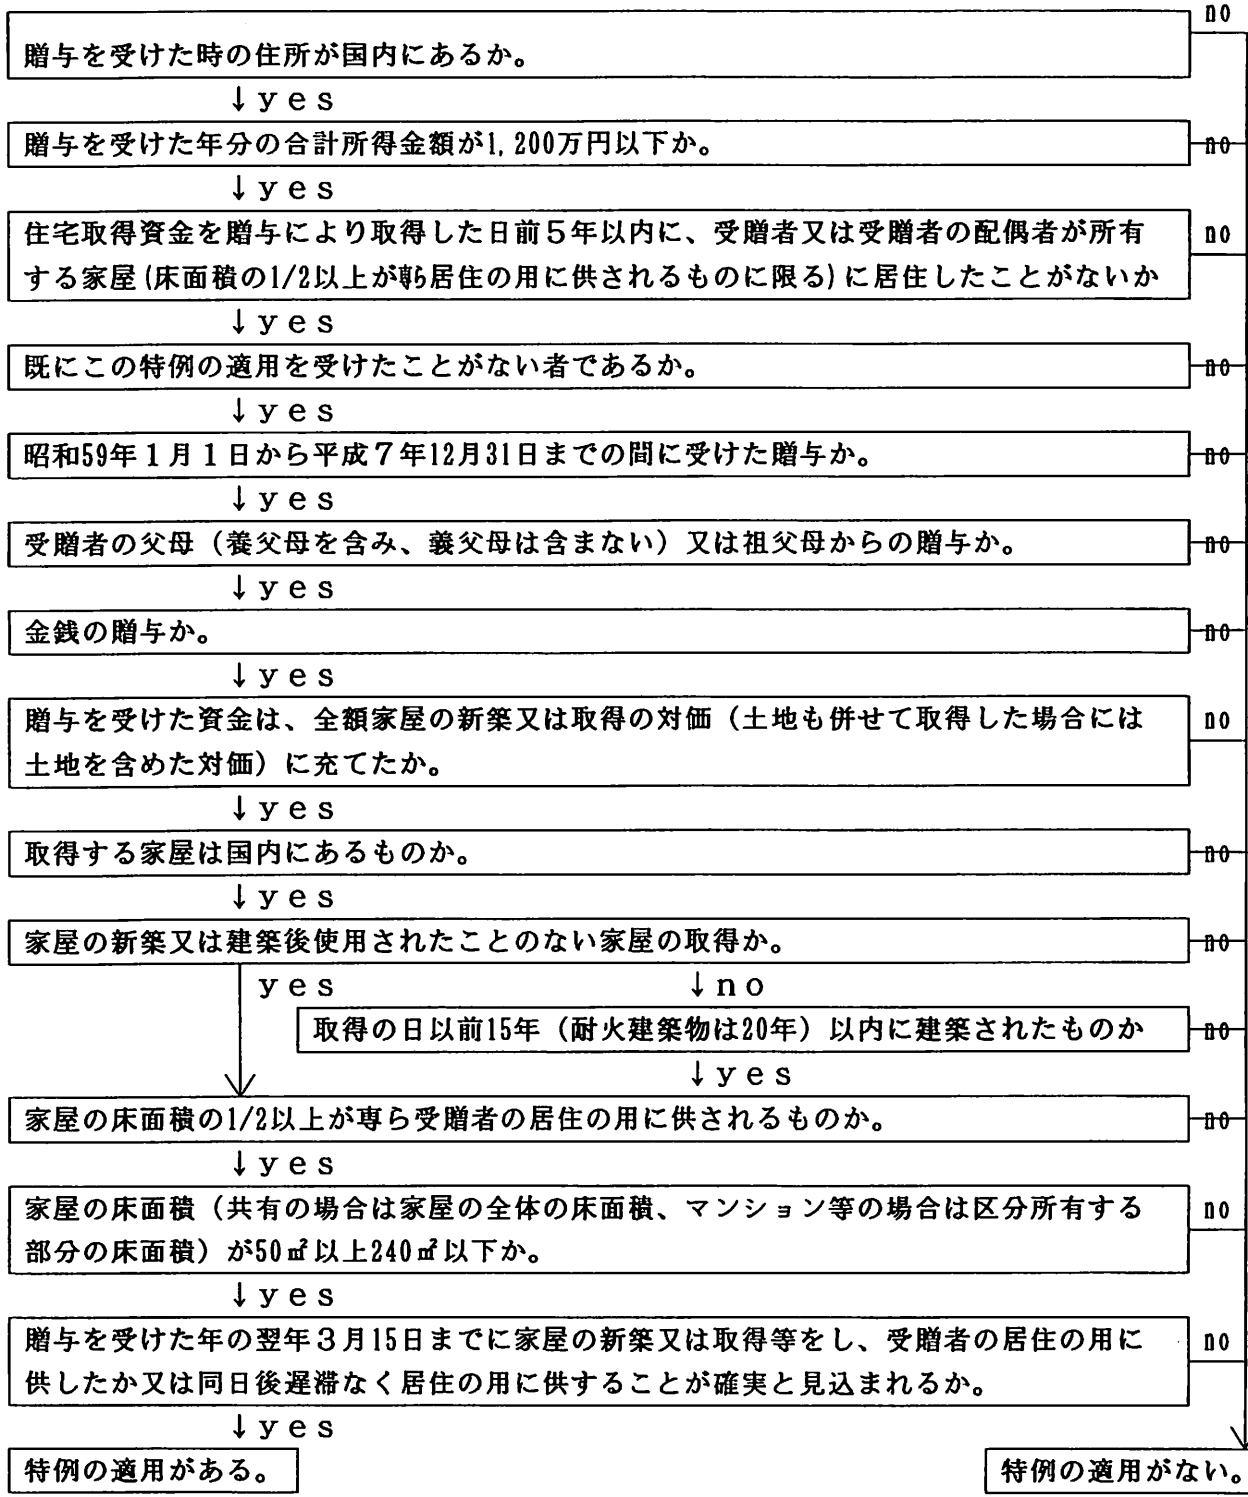 no
贈与を受けた時の住所が国内にあるか。
↓yes
贈与を受けた年分の合計所得金額が1,200万円以下か。
no
↓yes
住宅取得資金を贈与により取得した日前5年以内に、受贈者又は受贈者の配偶者が所有
no
する家屋(床面積の1/2以上が専ら居住の用に供されるものに限る)に居住したことがないか
↓yes
既にこの特例の適用を受けたことがない者であるか。
no
↓yes
昭和59年1月1日から平成7年12月31日までの間に受けた贈与か。
no
↓yes
受贈者の父母(養父母を含み、義父母は含まない)又は祖父母からの贈与か。
no
↓yes
金銭の贈与か。
no
↓yes
贈与を受けた資金は、全額家屋の新築又は取得の対価(土地も併せて取得した場合には
no
土地を含めた対価)に充てたか。
↓yes
取得する家屋は国内にあるものか。
no
↓yes
家屋の新築又は建築後使用されたことのない家屋の取得か。
no
yes
↓no
取得の日以前15年(耐火建築物は20年)以内に建築されたものか
no
↓yes
家屋の床面積の1/2以上が専ら受贈者の居住の用に供されるものか。
no
↓yes
家屋の床面積(共有の場合は家屋の全体の床面積、マンション等の場合は区分所有する
no
部分の床面積)が50㎡以上240㎡以下か。
↓yes
贈与を受けた年の翌年3月15日までに家屋の新築又は取得等をし、受贈者の居住の用に
no
供したか又は同日後遅滞なく居住の用に供することが確実と見込まれるか。
↓yes
特例の適用がある。
特例の適用がない。